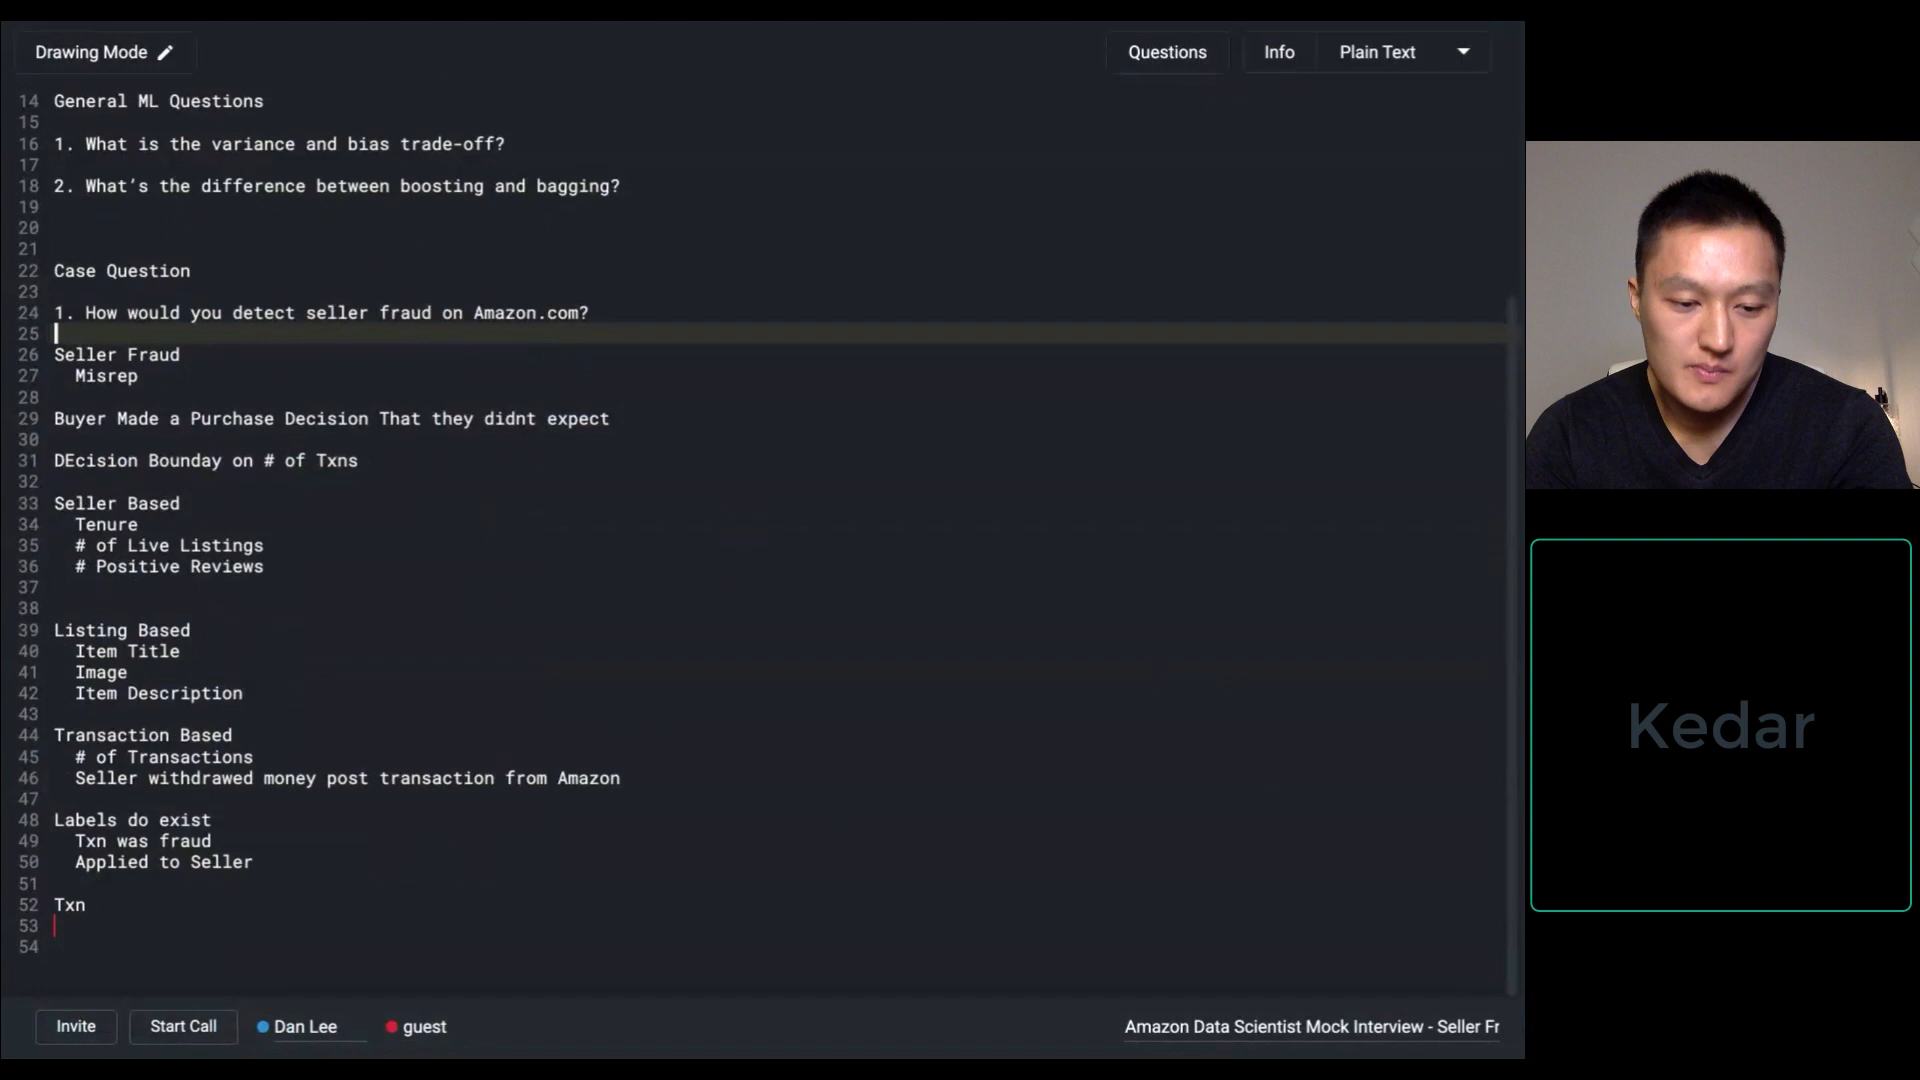 Drawing Mode
Questions
Info
Plain Text
14 General ML Questions
15
16 1. What is the variance and bias trade-off?
17
18 2. What’s the difference between boosting and bagging?
19
20
21
22 Case Question
23
24 1. How would you detect seller fraud on Amazon.com?
25
26 Seller Fraud
27 Misrep
28
29 Buyer Made a Purchase Decision That they didnt expect
30
31 DEcision Bounday on # of Txns
32
33 Seller Based
34 Tenure
35 # of Live Listings
36 # Positive Reviews
37
38
39 Listing Based
40 Item Title
41 Image
42 Item Description
43
44 Transaction Based
45 # of Transactions
46 Seller withdrawed money post transaction from Amazon
47
48 Labels do exist
49 Txn was fraud
50 Applied to Seller
51
52 Txn
53
54
Kedar
Invite
Start Call
Dan Lee
guest
Amazon Data Scientist Mock Interview - Seller Fr